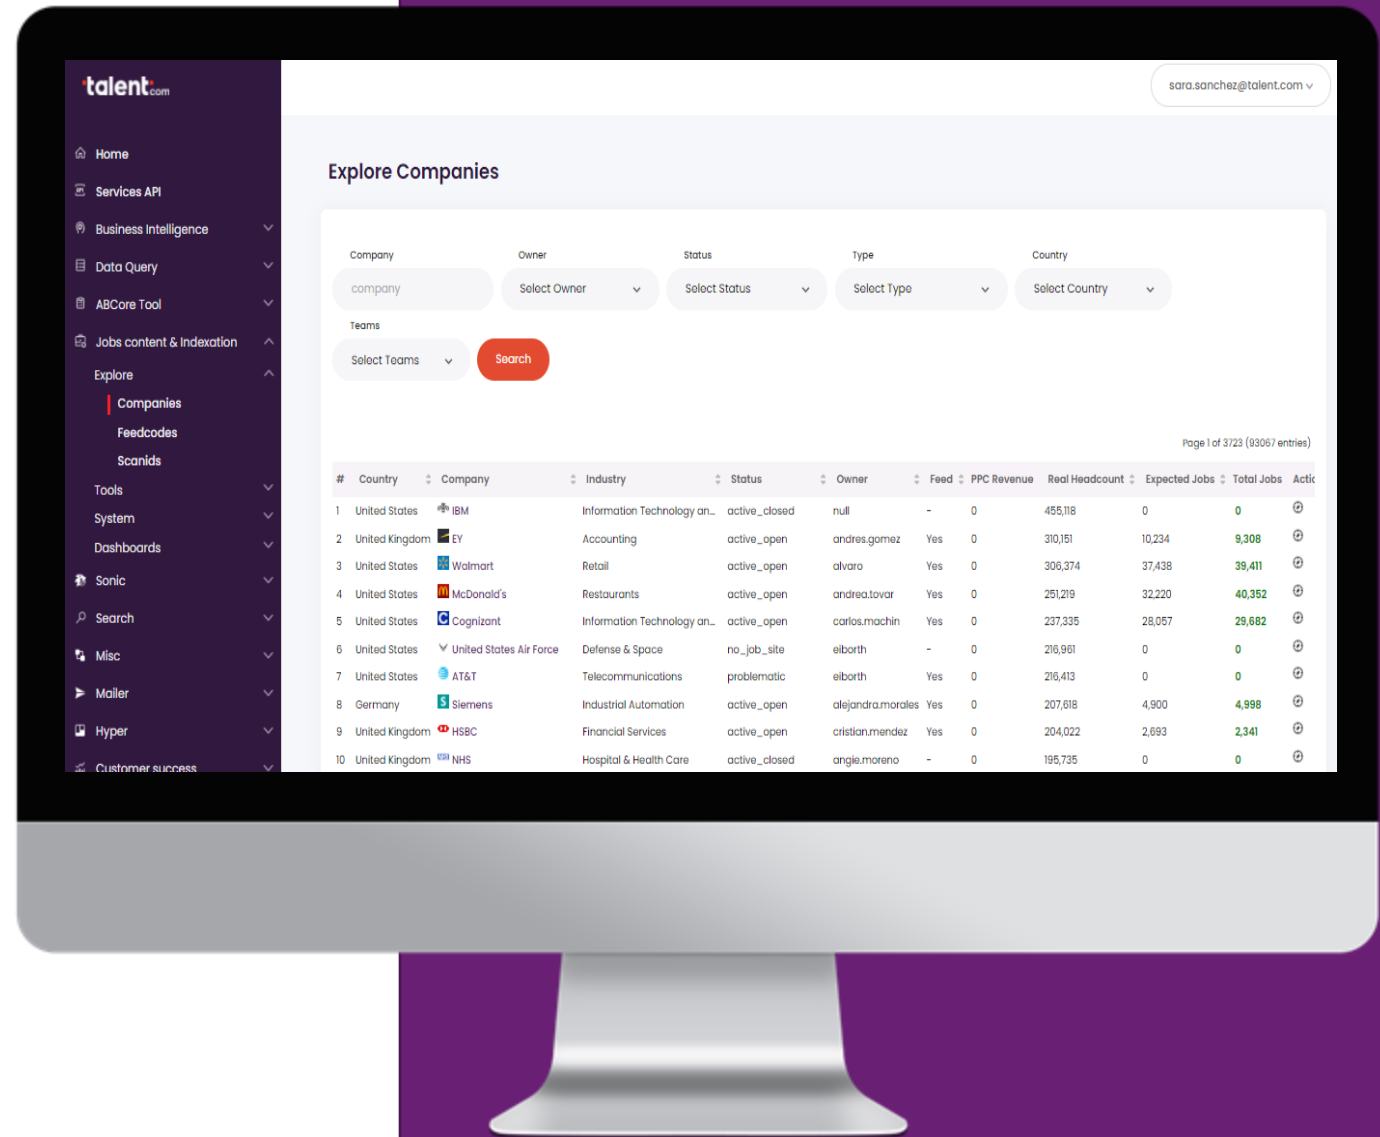 talent.com
sara.sanchez@talent.com
Home
Services API
Business Intelligence
Data Query
ABCore Tool
Jobs content & Indexation
Explore
Companies
Feedcodes
Scanids
Tools
System
Dashboards
Sonic
Search
Misc
Mailer
Hyper
Customer success
Explore Companies
Company Owner Status Type Country
company Select Owner Select Status Select Type Select Country
Teams
Select Teams Search
Page 1 of 3723 (93067 entries)
# Country Company Industry Status Owner Feed PPC Revenue Real Headcount Expected Jobs Total Jobs Actic
1 United States IBM Information Technology an... active_closed null - 0 455,118 0 0
2 United Kingdom EY Accounting active_open andres.gomez Yes 0 310,151 10,234 9,308
3 United States Walmart Retail active_open alvaro Yes 0 306,374 37,438 39,411
4 United States McDonald's Restaurants active_open andrea.tovar Yes 0 251,219 32,220 40,352
5 United States Cognizant Information Technology an... active_open carlos.machin Yes 0 237,335 28,057 29,682
6 United States United States Air Force Defense & Space no_job_site eiborth - 0 216,961 0 0
7 United States AT&T Telecommunications problematic eiborth Yes 0 216,413 0 0
8 Germany Siemens Industrial Automation active_open alejandra.morales Yes 0 207,618 4,900 4,998
9 United Kingdom HSBC Financial Services active_open cristian.mendez Yes 0 204,022 2,693 2,341
10 United Kingdom NHS Hospital & Health Care active_closed angie.moreno - 0 195,735 0 0